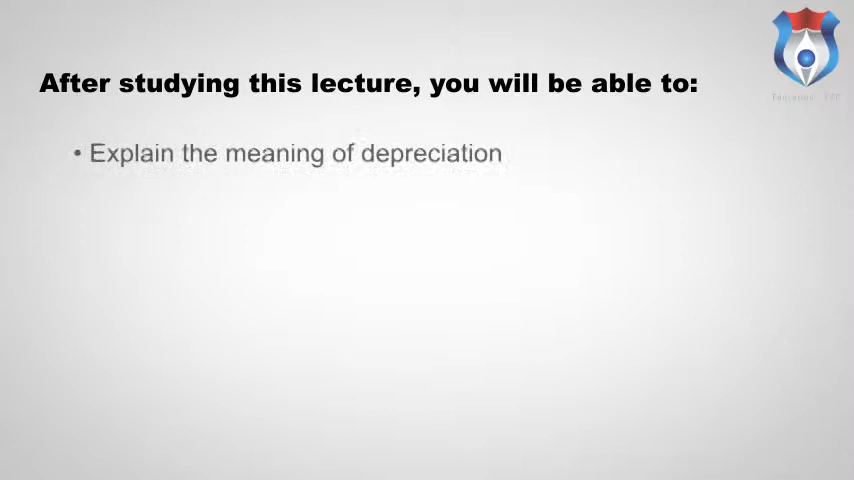 After studying this lecture, you will be able to:
• Explain the meaning of depreciation